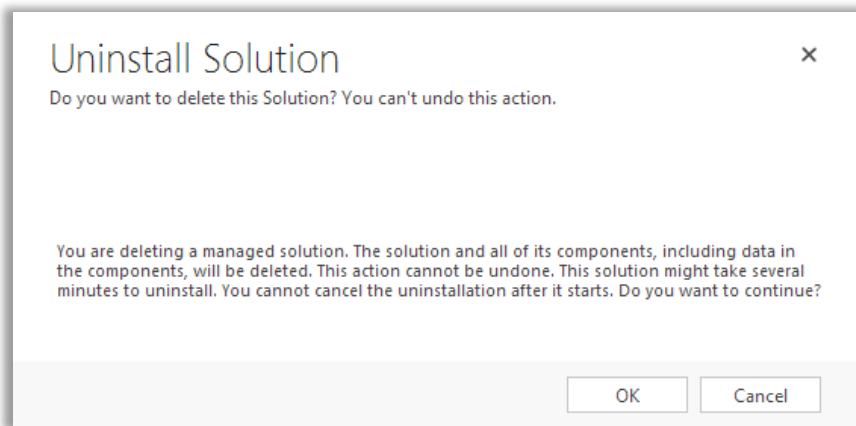 Uninstall Solution
Do you want to delete this Solution? You can't undo this action.
You are deleting a managed solution. The solution and all of its components, including data in
the components, will be deleted. This action cannot be undone. This solution might take several
minutes to uninstall. You cannot cancel the uninstallation after it starts. Do you want to continue?
OK Cancel